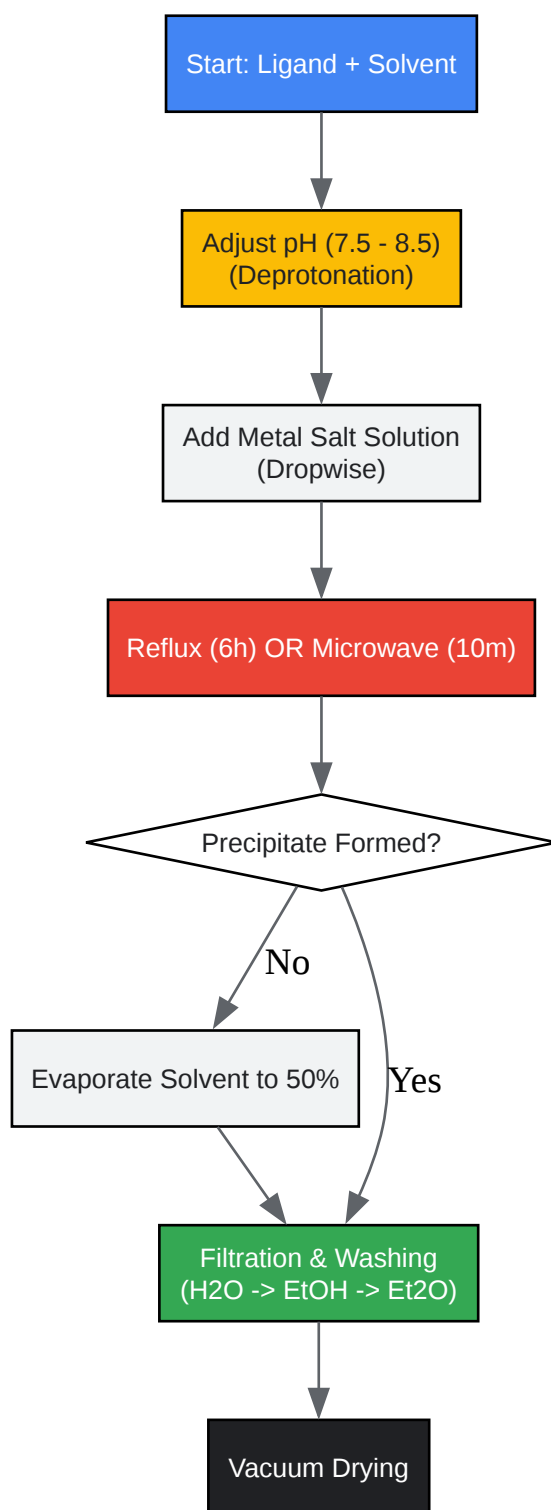 Start: Ligand + Solvent
Adjust pH (7.5 - 8.5)
(Deprotonation)
Add Metal Salt Solution
(Dropwise)
Reflux (6h) OR Microwave (10m)
Precipitate Formed?
No
Evaporate Solvent to 50%
Yes
Filtration & Washing
(H2O -> EtOH -> Et2O)
Vacuum Drying